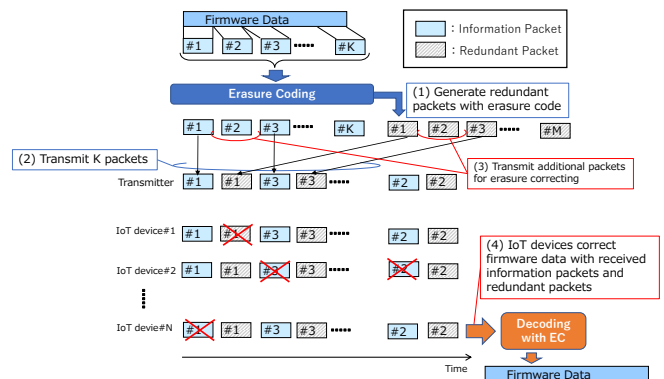 Firmware Data
: Information Packet
: Redundant Packet
#1 #2 #3 ••••• #K
Erasure Coding
(1) Generate redundant
packets with erasure code
#1 #2 #3 ••••• #K #1 #2 #3 ••••• #M
(2) Transmit K packets
(3) Transmit additional packets
for erasure correcting
Transmitter #1 #1 #3 #3 ••••• #2 #2
IoT device#1 #1 #1 #3 #3 ••••• #2 #2
IoT device#2 #1 #1 #3 #3 ••••• #2 #2
(4) IoT devices correct
firmware data with received
information packets and
redundant packets
IoT devie#N #1 #1 #3 #3 ••••• #2 #2
Decoding
with EC
Time
Firmware Data